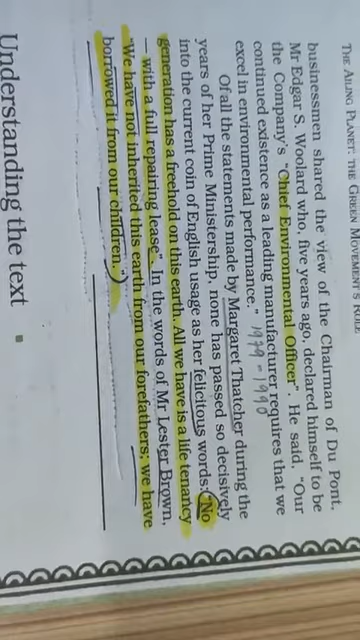 THE AILING PLANET: THE GREEN MOVEMENT'S ROLE
businessmen shared the view of the Chairman of Du Pont,
Mr Edgar S. Woolard who, five years ago, declared himself to be
the Company's “Chief Environmental Officer”. He said, “Our
continued existence as a leading manufacturer requires that we
excel in environmental performance.”
1979-1990
Of all the statements made by Margaret Thatcher during the
years of her Prime Ministership, none has passed so decisively
into the current coin of English usage as her felicitous words: “No
generation has a freehold on this earth. All we have is a life tenancy
— with a full repairing lease”. In the words of Mr Lester Brown,
“We have not inherited this earth from our forefathers; we have
borrowed it from our children.”
Understanding the text